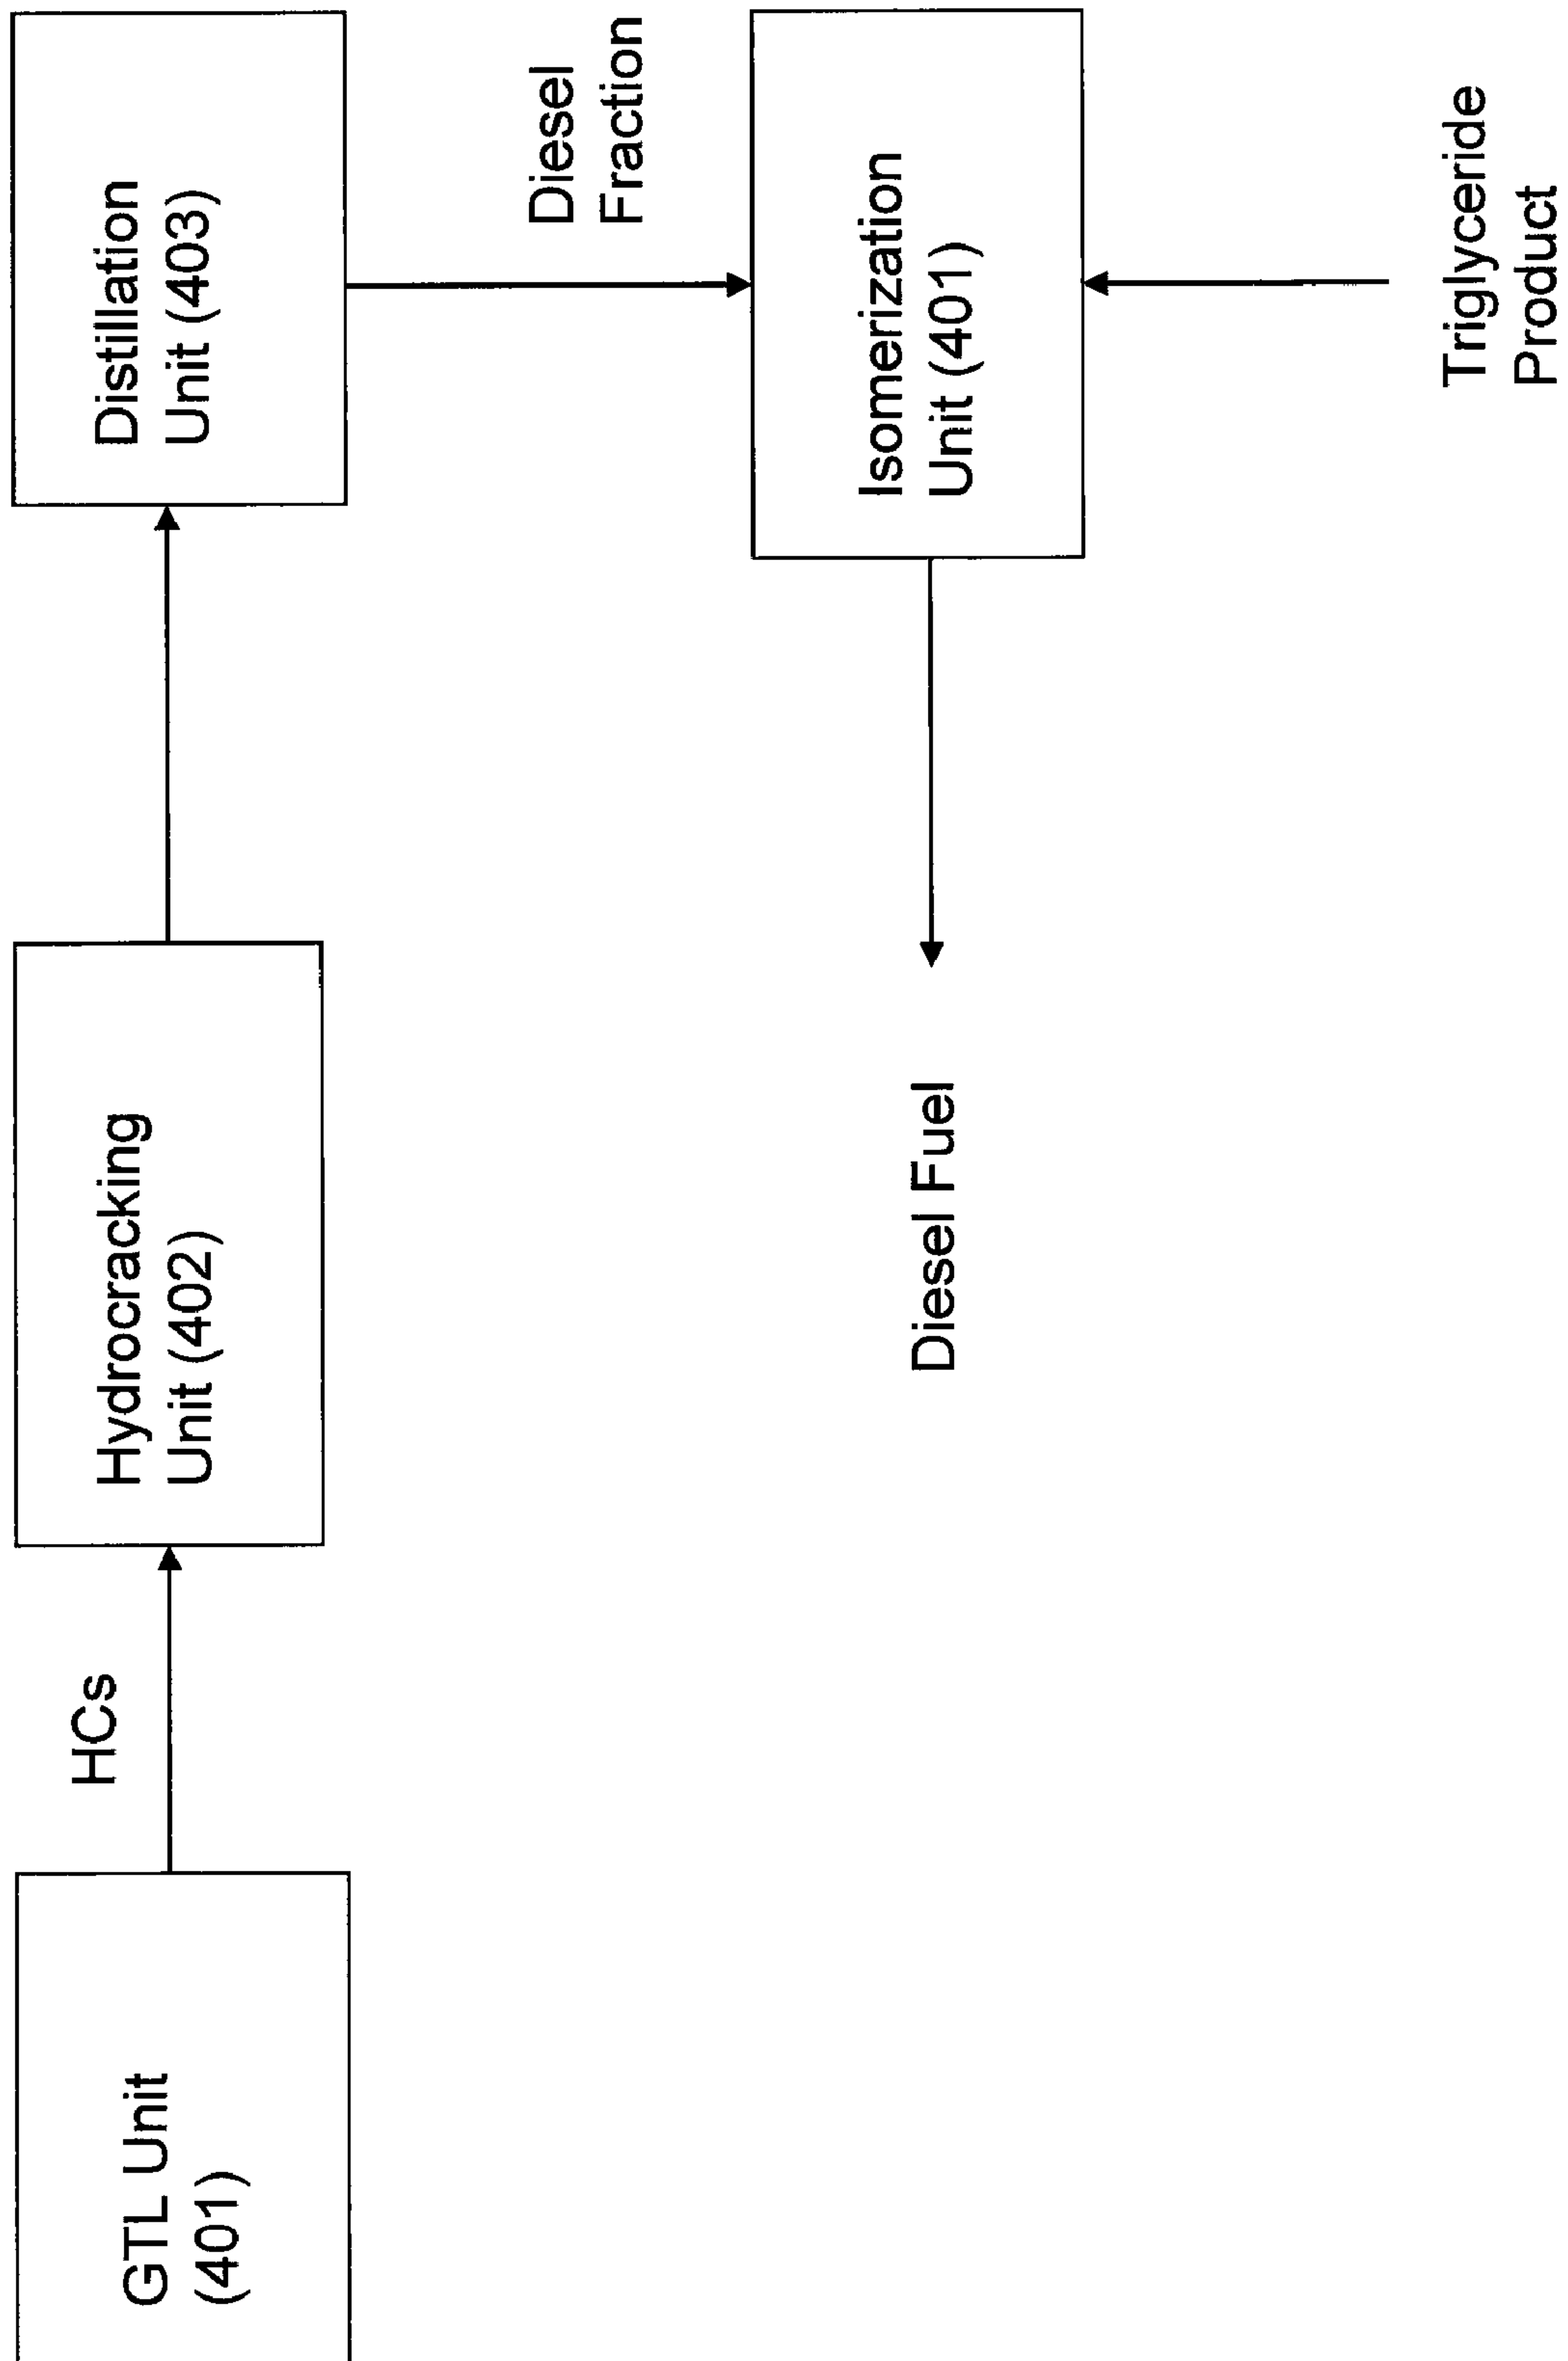 GTL Unit
(401)
HCs
Hydrocracking
Unit (402)
Distillation
Unit (403)
Diesel
Fraction
Isomerization
Unit (401)
Diesel Fuel
Triglyceride
Product